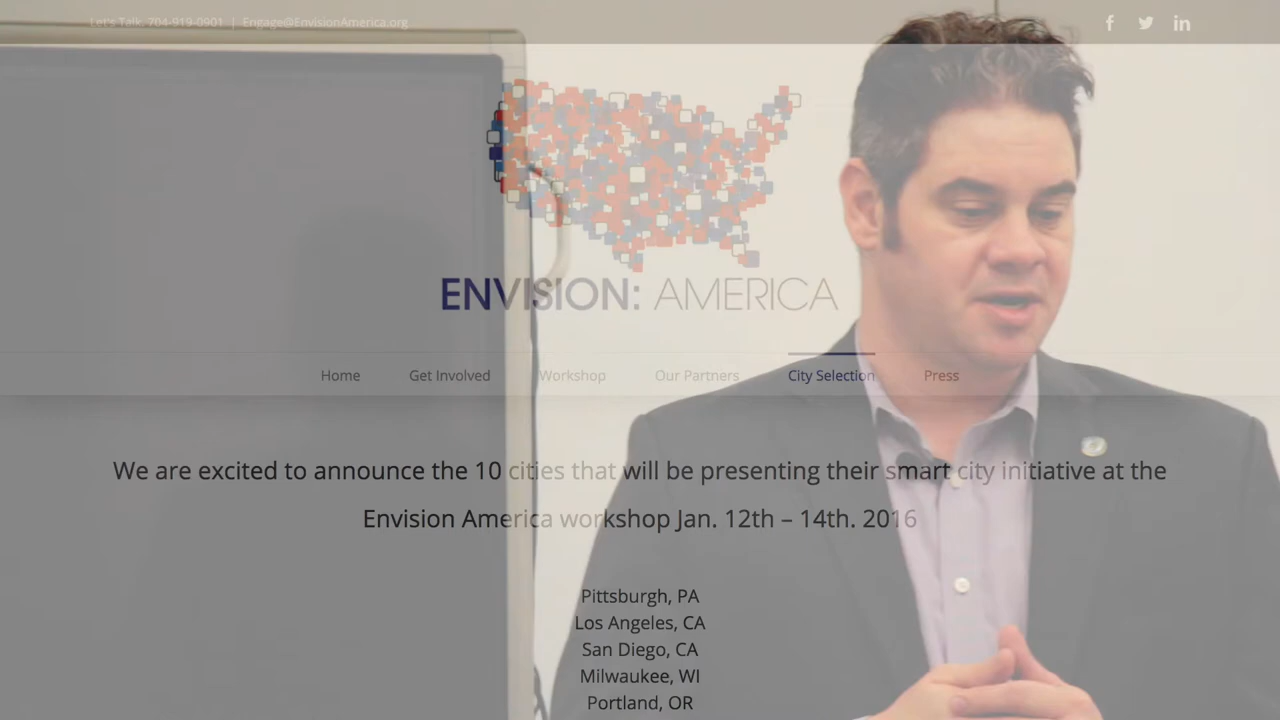 Let's Talk. 704-919-0901 | Engage@EnvisionAmerica.org
ENVISION: AMERICA
Home Get Involved Workshop Our Partners City Selection Press
We are excited to announce the 10 cities that will be presenting their smart city initiative at the
Envision America workshop Jan. 12th – 14th. 2016
Pittsburgh, PA
Los Angeles, CA
San Diego, CA
Milwaukee, WI
Portland, OR